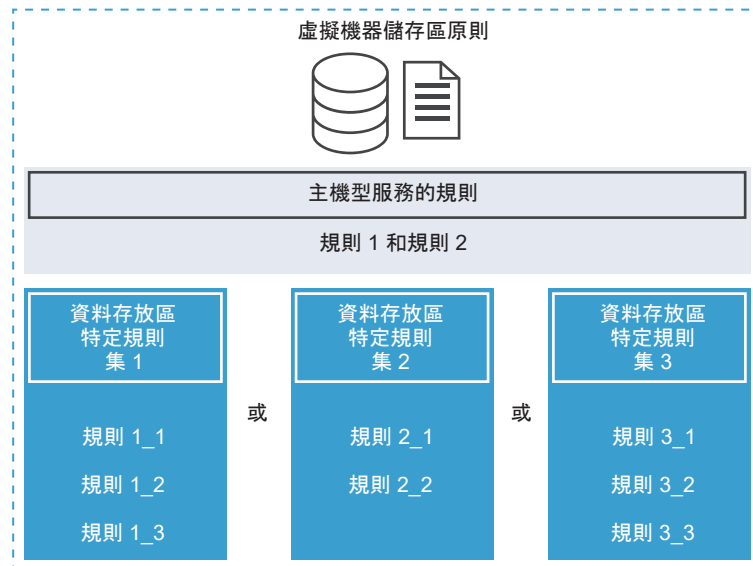 虛擬機器儲存區原則
主機型服務的規則
規則 1 和規則 2
資料存放區
特定規則
集 1
規則 1_1
規則 1_2
規則 1_3
或
資料存放區
特定規則
集 2
規則 2_1
規則 2_2
或
資料存放區
特定規則
集 3
規則 3_1
規則 3_2
規則 3_3